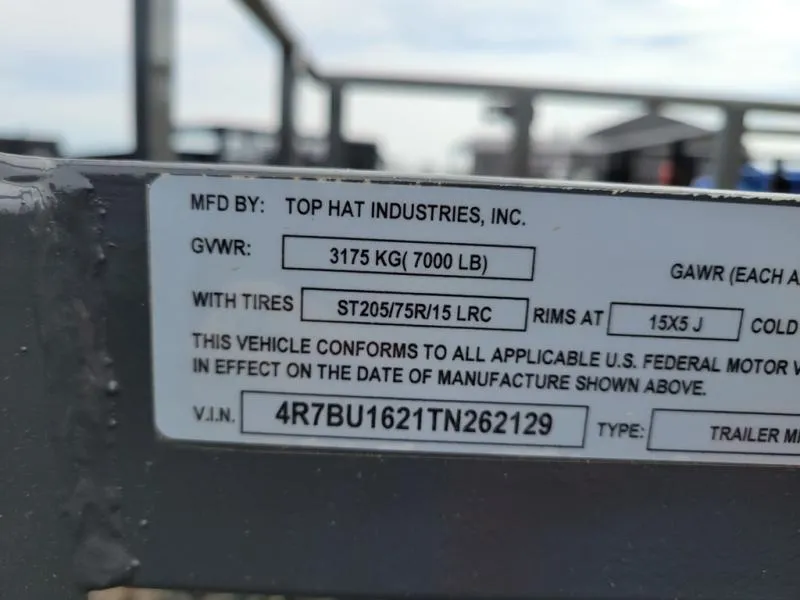 MFD BY: TOP HAT INDUSTRIES, INC.
GVWR: 3175 KG( 7000 LB) GAWR (EACH A
WITH TIRES ST205/75R/15 LRC RIMS AT 15X5 J COLD
THIS VEHICLE CONFORMS TO ALL APPLICABLE U.S. FEDERAL MOTOR V
IN EFFECT ON THE DATE OF MANUFACTURE SHOWN ABOVE.
V.I.N. 4R7BU1621TN262129 TYPE: TRAILER M